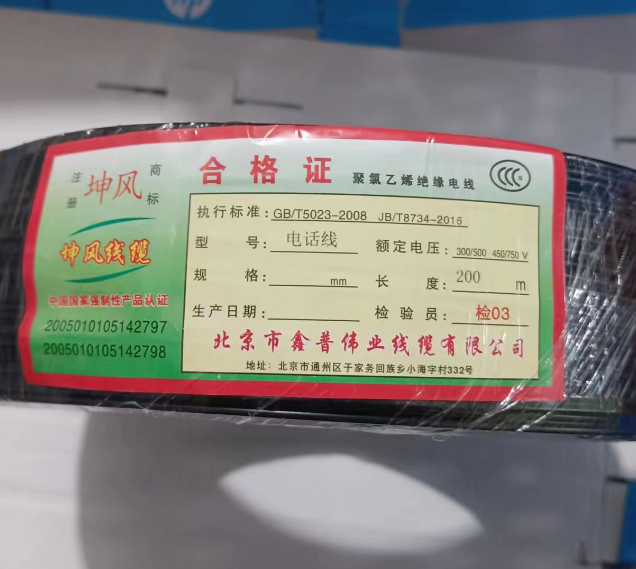 hp
注册 坤风 商标
合格证 聚氯乙烯绝缘电线
CCC
坤风线缆
中国国家强制性产品认证
2005010105142797
2005010105142798
执行标准:GB/T5023-2008 JB/T8734-2016
型 号:电话线 额定电压:300/500 450/750 V
规 格: mm 长 度:200 m
生产日期: 检验员:检03
北京市鑫普伟业线缆有限公司
地址:北京市通州区于家务回族乡小海字村332号